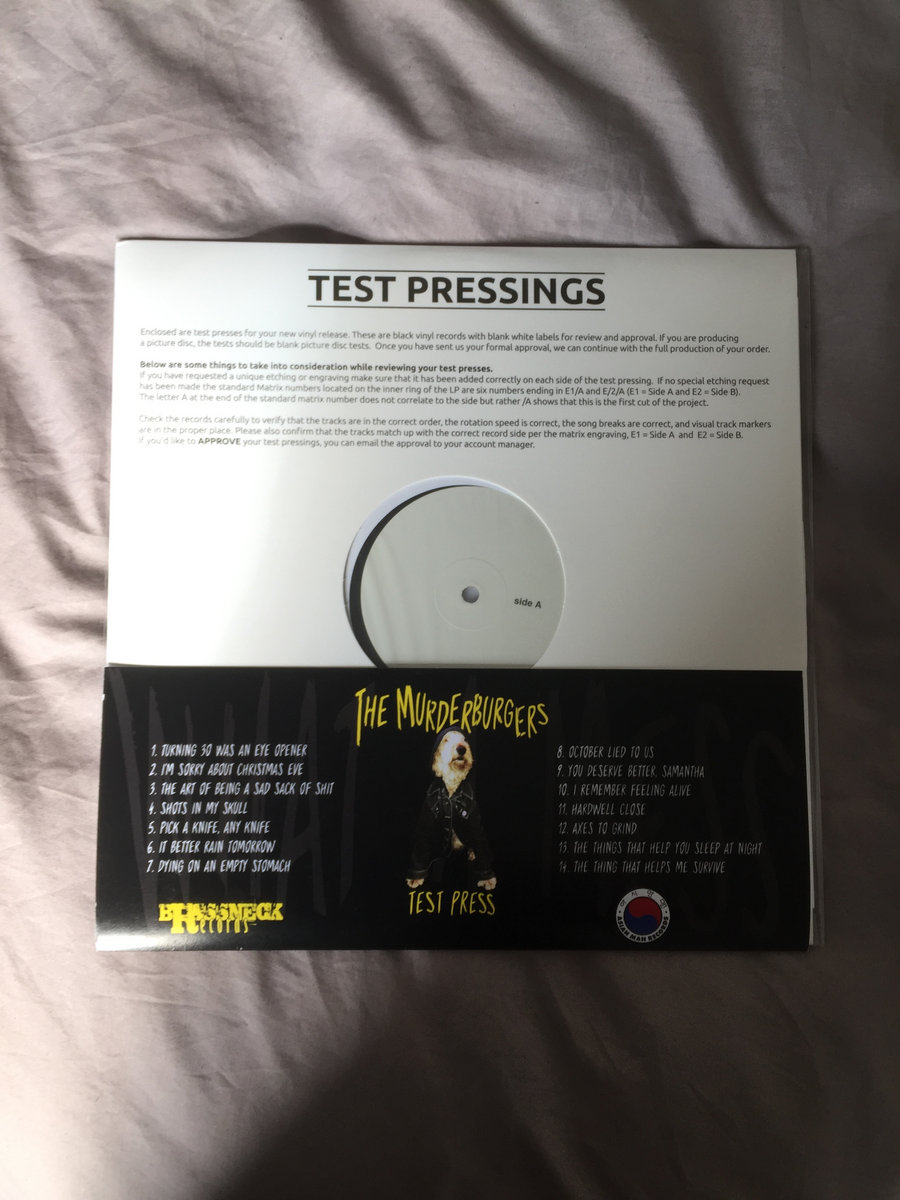 TEST PRESSINGS
Enclosed are test presses for your new vinyl release. These are black vinyl records with blank white labels for review and approval. If you are producing
a picture disc, the tests should be blank picture disc tests. Once you have sent us your formal approval, we can continue with the full production of your order.
Below are some things to take into consideration while reviewing your test presses.
If you have requested a unique etching or engraving make sure that it has been added correctly on each side of the test pressing. If no special etching request
has been made the standard Matrix numbers located on the inner ring of the LP are six numbers ending in E1/A and E/2/A (E1 = Side A and E2 = Side B).
The letter A at the end of the standard matrix number does not correlate to the side but rather /A shows that this is the first cut of the project.
Check the records carefully to verify that the tracks are in the correct order, the rotation speed is correct, the song breaks are correct, and visual track markers
are in the proper place. Please also confirm that the tracks match up with the correct record side per the matrix engraving, E1 = Side A and E2 = Side B.
If you'd like to APPROVE your test pressings, you can email the approval to your account manager.
side A
THE MURDERBURGERS
1. TURNING 30 WAS AN EYE OPENER
2. I'M SORRY ABOUT CHRISTMAS EVE
3. THE ART OF BEING A SAD SACK OF SHIT
4. SHOTS IN MY SKULL
5. PICK A KNIFE, ANY KNIFE
6. IT BETTER RAIN TOMORROW
7. DYING ON AN EMPTY STOMACH
8. OCTOBER LIED TO US
9. YOU DESERVE BETTER, SAMANTHA
10. I REMEMBER FEELING ALIVE
11. HARDWELL CLOSE
12. AXES TO GRIND
13. THE THINGS THAT HELP YOU SLEEP AT NIGHT
14. THE THING THAT HELPS ME SURVIVE
TEST PRESS
BRASSNECK
RECORDS
ASIAN MAN RECORDS